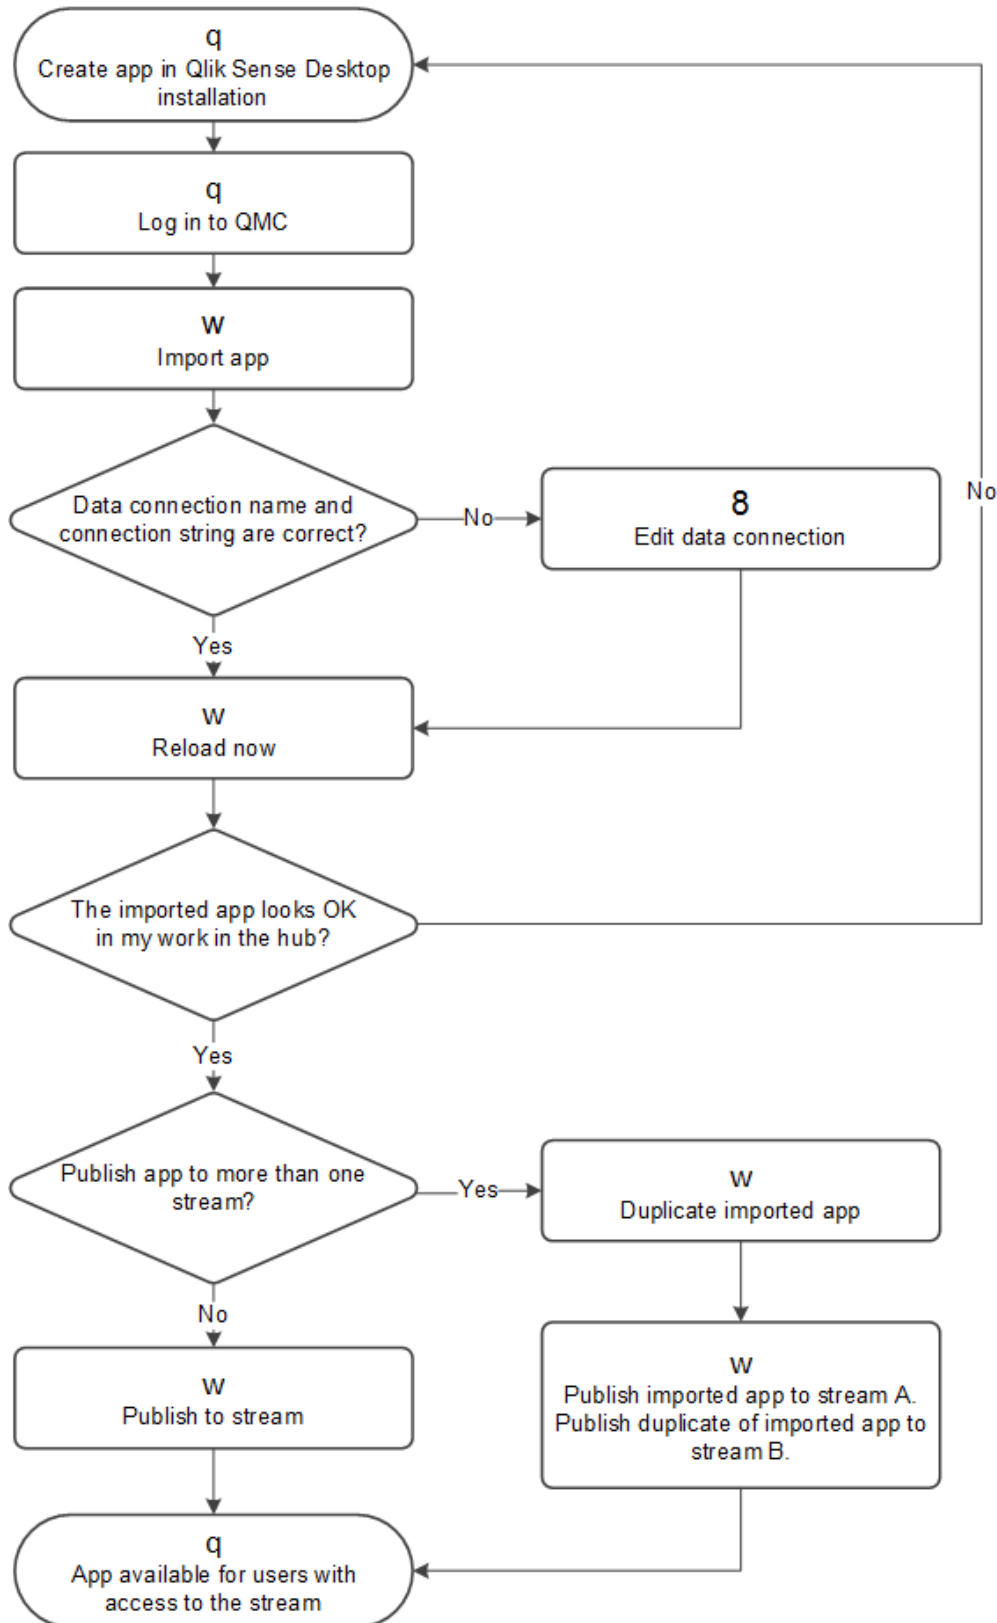 q
Create app in Qlik Sense Desktop
installation
q
Log in to QMC
w
Import app
Data connection name and
connection string are correct?
No
8
Edit data connection
No
Yes
w
Reload now
The imported app looks OK
in my work in the hub?
Yes
Publish app to more than one
stream?
Yes
w
Duplicate imported app
No
w
Publish to stream
w
Publish imported app to stream A.
Publish duplicate of imported app to
stream B.
q
App available for users with
access to the stream